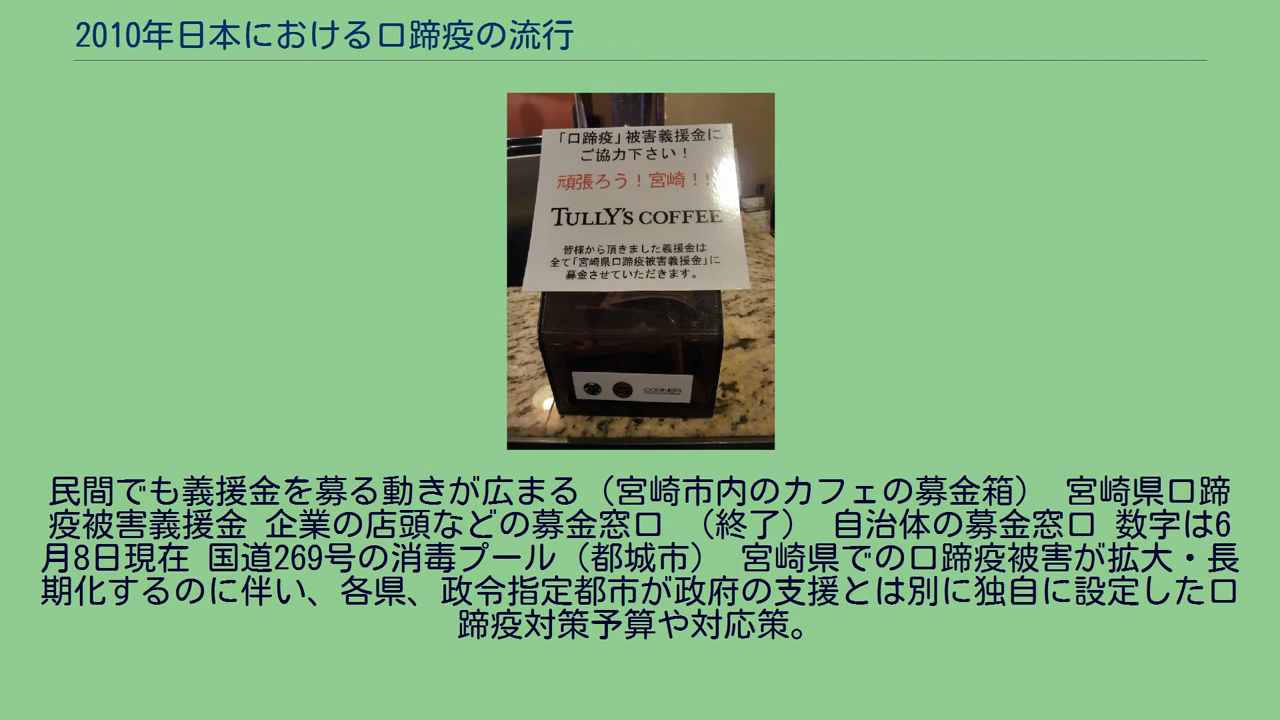 2010年日本における口蹄疫の流行
「口蹄疫」被害義援金に
ご協力下さい！
頑張ろう！宮崎！！
TULLY'S COFFEE
皆様から頂きました義援金は
全て「宮崎県口蹄疫被害義援金」に
募金させていただきます。
CORNER
民間でも義援金を募る動きが広まる（宮崎市内のカフェの募金箱） 宮崎県口蹄
疫被害義援金 企業の店頭などの募金窓口 （終了） 自治体の募金窓口 数字は6
月8日現在 国道269号の消毒プール（都城市） 宮崎県での口蹄疫被害が拡大・長
期化するのに伴い、各県、政令指定都市が政府の支援とは別に独自に設定した口
蹄疫対策予算や対応策。